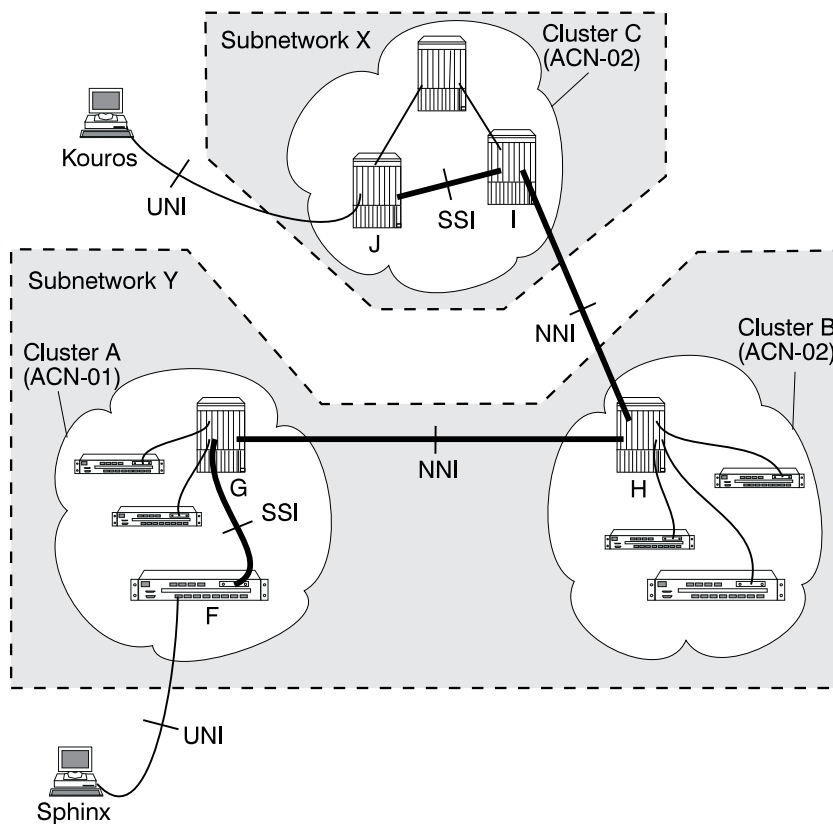 Subnetwork X
Cluster C
(ACN-02)
Kouros
UNI
SSI
I
J
Subnetwork Y
NNI
Cluster B
(ACN-02)
Cluster A
(ACN-01)
NNI
G
H
SSI
F
UNI
Sphinx